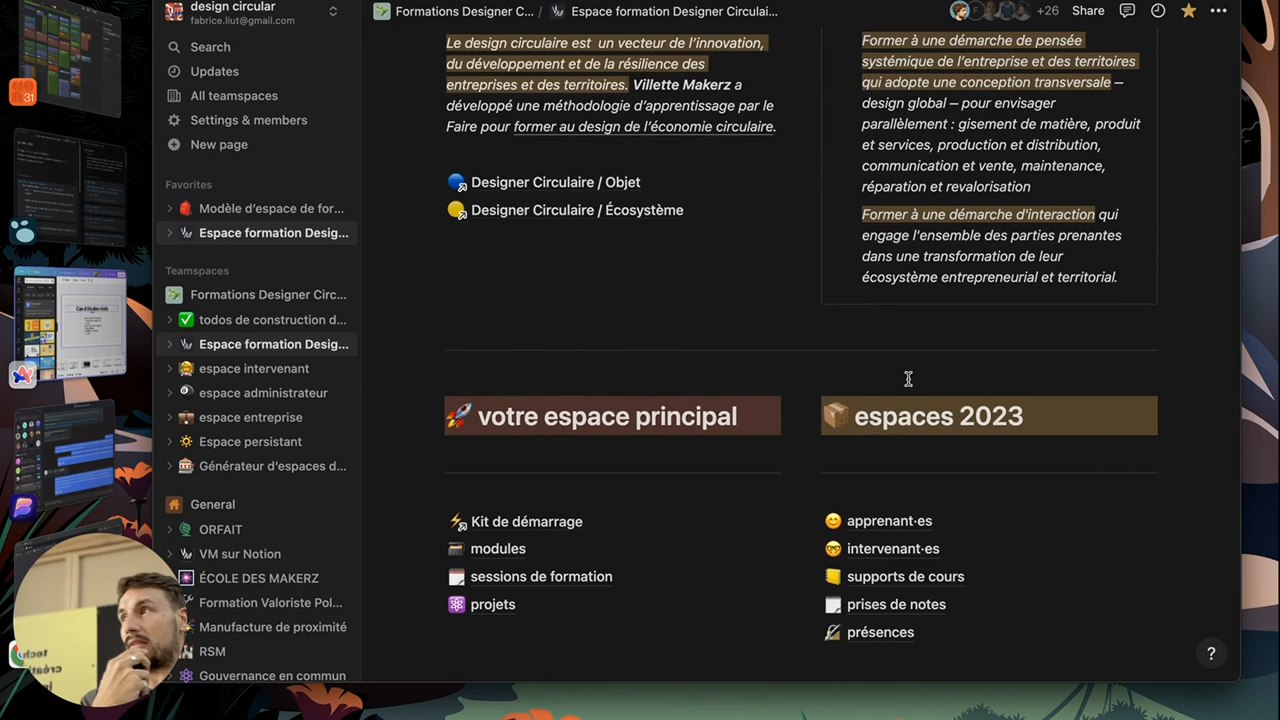 design circular
fabrice.liut@gmail.com
Search
Updates
All teamspaces
Settings & members
New page
Favorites
Modèle d'espace de for...
Espace formation Desig...
Teamspaces
Formations Designer Circ...
todos de construction d...
Espace formation Desig...
espace intervenant
espace administrateur
espace entreprise
Espace persistant
Générateur d'espaces d...
General
ORFAIT
VM sur Notion
ÉCOLE DES MAKERZ
Formation Valoriste Pol...
Manufacture de proximité
RSM
Gouvernance en commun
Formations Designer C... / Espace formation Designer Circulai...
+26 Share
Le design circulaire est un vecteur de l'innovation,
du développement et de la résilience des
entreprises et des territoires. Villette Makerz a
développé une méthodologie d'apprentissage par le
Faire pour former au design de l'économie circulaire.
Designer Circulaire / Objet
Designer Circulaire / Écosystème
Former à une démarche de pensée
systémique de l'entreprise et des territoires
qui adopte une conception transversale –
design global – pour envisager
parallèlement : gisement de matière, produit
et services, production et distribution,
communication et vente, maintenance,
réparation et revalorisation
Former à une démarche d'interaction qui
engage l'ensemble des parties prenantes
dans une transformation de leur
écosystème entrepreneurial et territorial.
votre espace principal
Kit de démarrage
modules
sessions de formation
projets
espaces 2023
apprenant·es
intervenant·es
supports de cours
prises de notes
présences
?
31